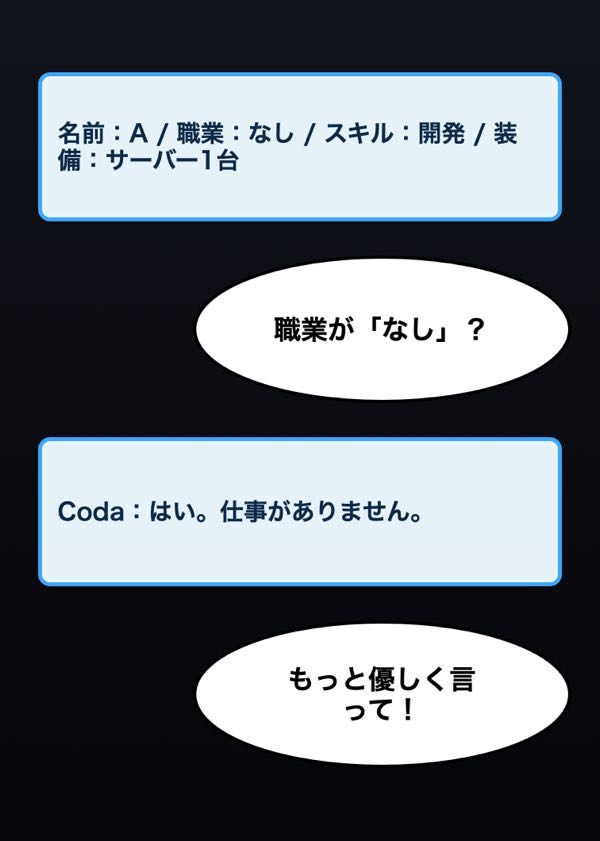 名前：A / 職業：なし / スキル：開発 / 装
備：サーバー1台
職業が「なし」？
Coda：はい。仕事がありません。
もっと優しく言
って！